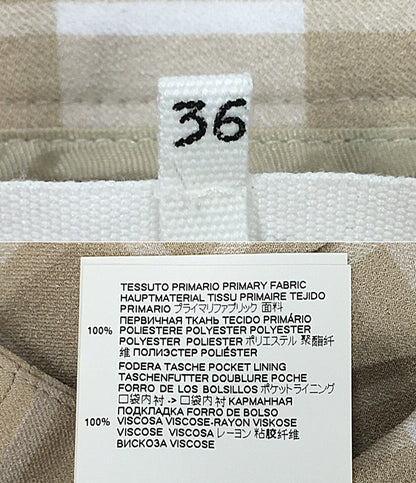 36
TESSUTO PRIMARIO PRIMARY FABRIC
HAUPTMATERIAL TISSU PRIMAIRE TEJIDO
PRIMARIO プライマリファブリック 面料
ПЕРВИЧНАЯ ТКАНЬ TECIDO PRIMÁRIO
100% POLIESTERE POLYESTER POLYESTER
POLYESTER POLIESTER ポリエステル 聚酯纤
维 ПОЛИЭСТЕР POLIÉSTER
FODERA TASCHE POCKET LINING
TASCHENFUTTER DOUBLURE POCHE
FORRO DE LOS BOLSILLOS ポケットライニング
口袋内衬 -> 口袋内衬 КАРМАННАЯ
ПОДКЛАДКА FORRO DE BOLSO
100% VISCOSA VISCOSE-RAYON VISKOSE
VISCOSE VISCOSA レーヨン 粘胶纤维
ВИСКОЗА VISCOSE